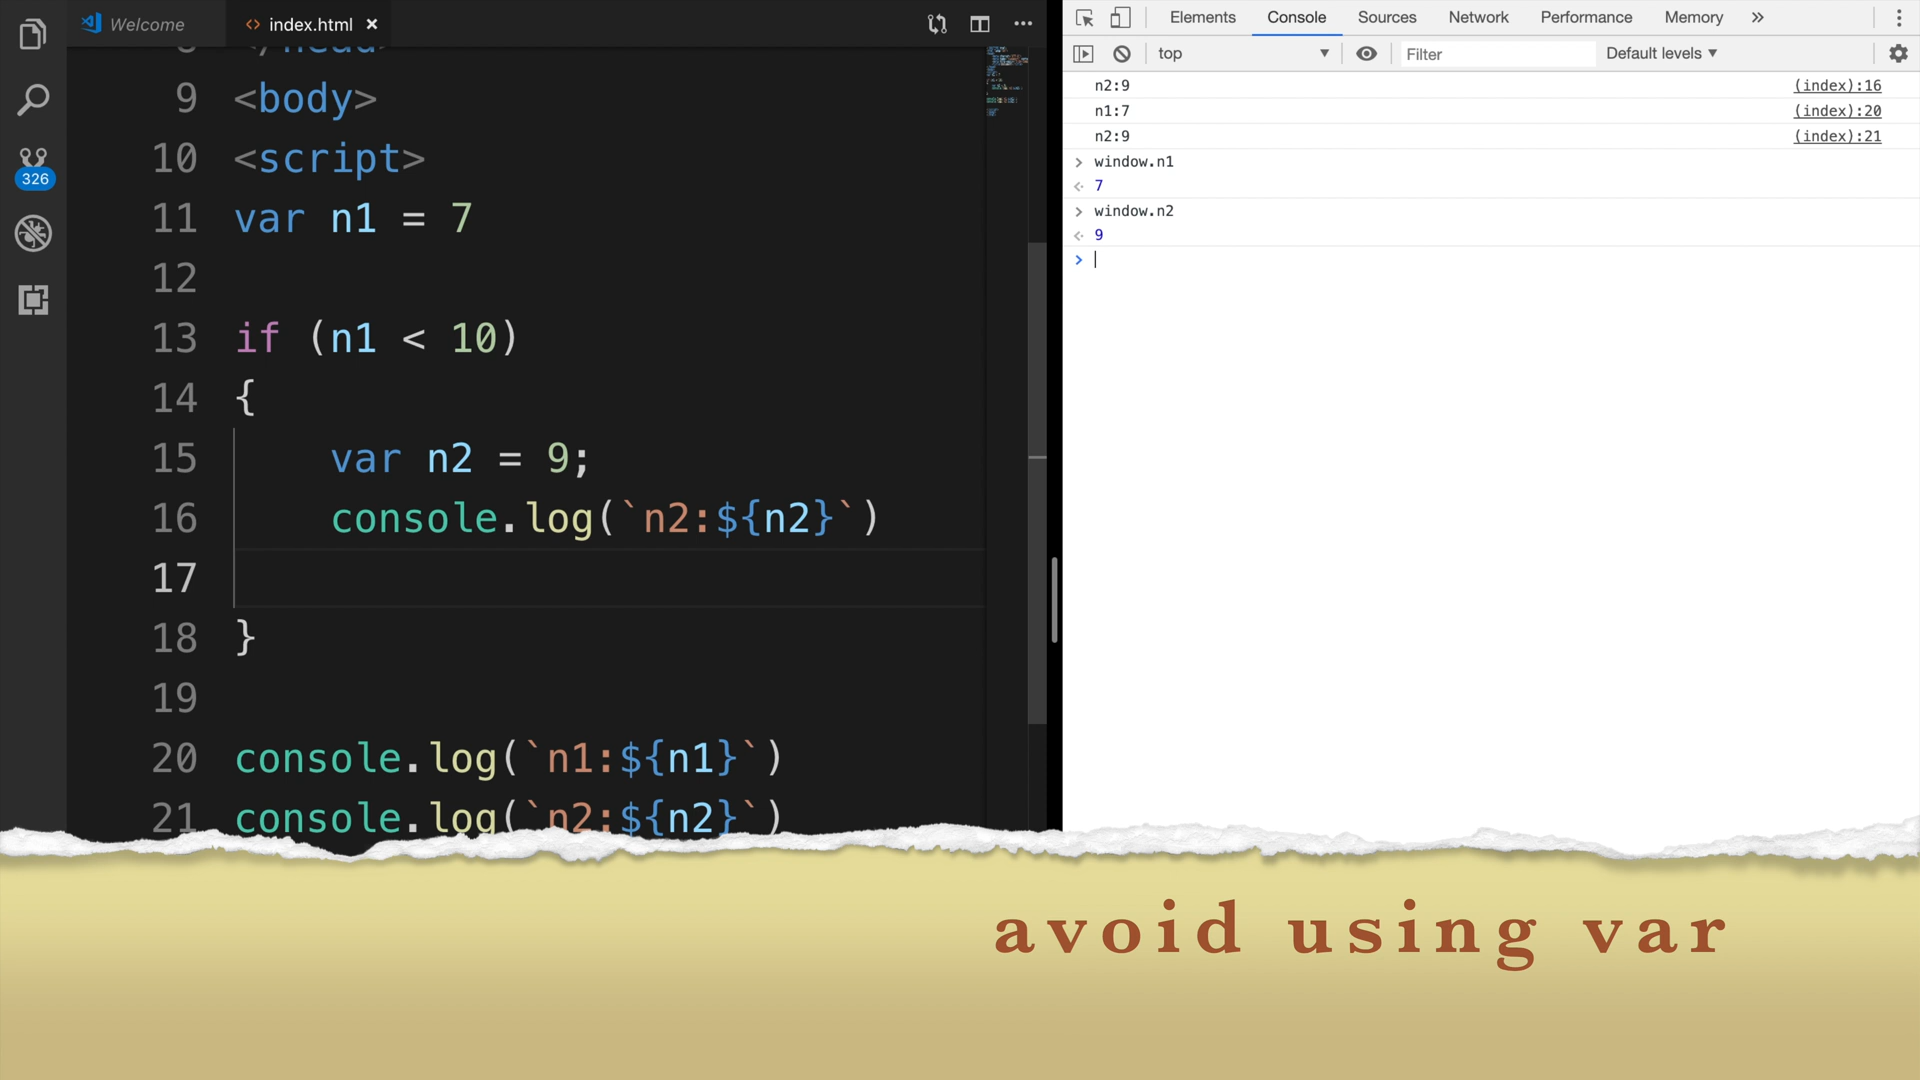 Welcome
index.html
8 </head>
9 <body>
10 <script>
11 var n1 = 7
12
13 if (n1 < 10)
14 {
15 var n2 = 9;
16 console.log(`n2:${n2}`)
17
18 }
19
20 console.log(`n1:${n1}`)
21 console.log(`n2:${n2}`)
326
Elements Console Sources Network Performance Memory »
top Filter Default levels
n2:9 (index):16
n1:7 (index):20
n2:9 (index):21
> window.n1
7
> window.n2
9
>
avoid using var